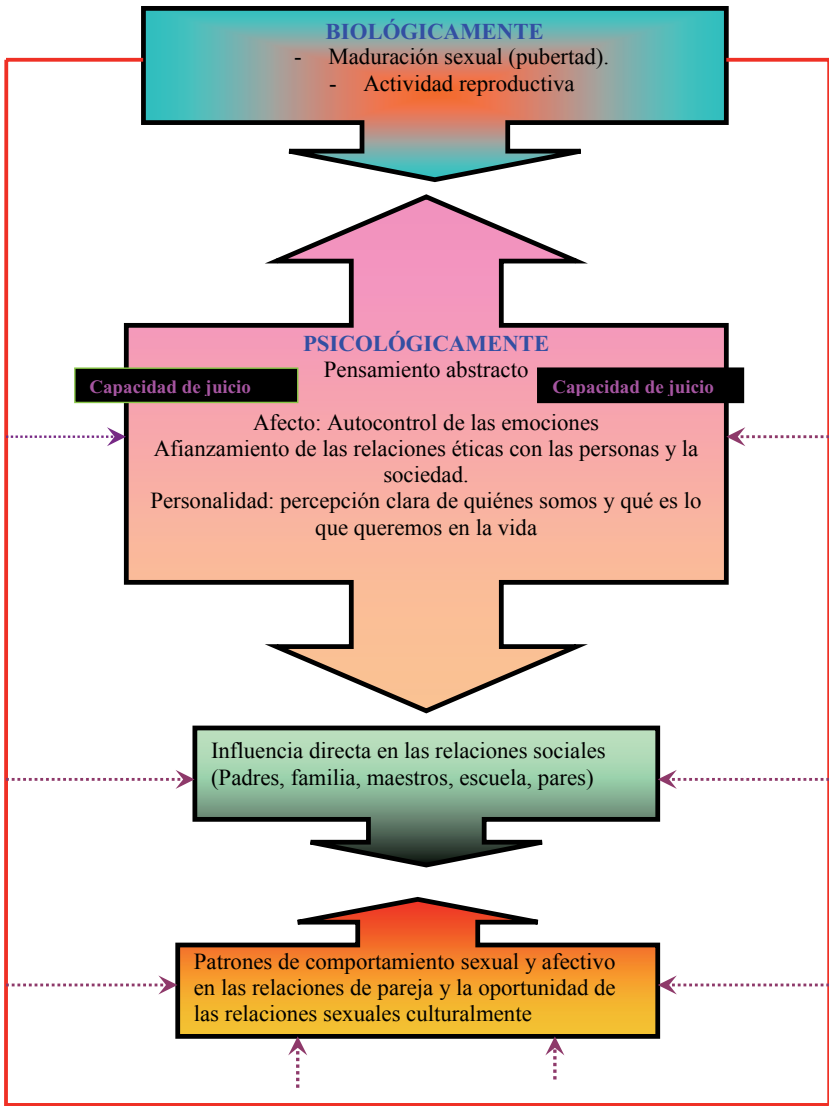 BIOLÓGICAMENTE
- Maduración sexual (pubertad).
- Actividad reproductiva
PSICOLÓGICAMENTE
Pensamiento abstracto
Capacidad de juicio
Capacidad de juicio
Afecto: Autocontrol de las emociones
Afianzamiento de las relaciones éticas con las personas y la
sociedad.
Personalidad: percepción clara de quiénes somos y qué es lo
que queremos en la vida
Influencia directa en las relaciones sociales
(Padres, familia, maestros, escuela, pares)
Patrones de comportamiento sexual y afectivo
en las relaciones de pareja y la oportunidad de
las relaciones sexuales culturalmente